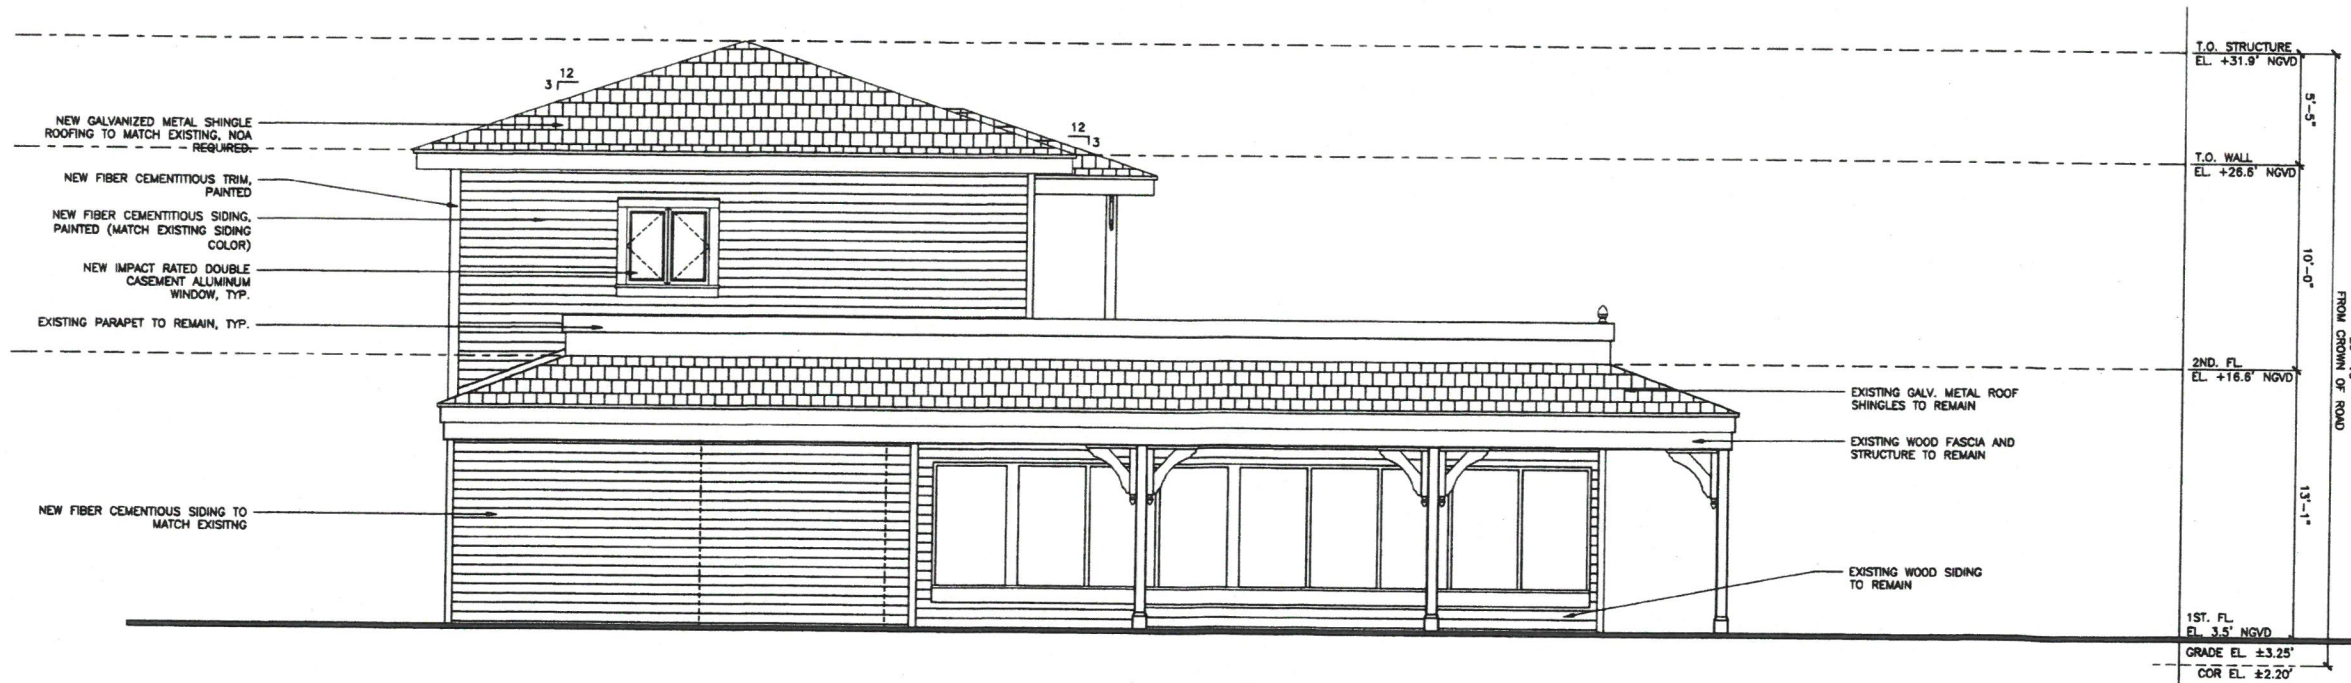 12
3
NEW GALVANIZED METAL SHINGLE
ROOFING TO MATCH EXISTING, NOA
REQUIRED.
NEW FIBER CEMENTITIOUS TRIM,
PAINTED
NEW FIBER CEMENTITIOUS SIDING,
PAINTED (MATCH EXISTING SIDING
COLOR)
NEW IMPACT RATED DOUBLE
CASEMENT ALUMINUM
WINDOW, TYP.
EXISTING PARAPET TO REMAIN, TYP.
NEW FIBER CEMENTIOUS SIDING TO
MATCH EXISITNG
12
3
EXISTING GALV. METAL ROOF
SHINGLES TO REMAIN
EXISTING WOOD FASCIA AND
STRUCTURE TO REMAIN
EXISTING WOOD SIDING
TO REMAIN
T.O. STRUCTURE
EL. +31.9' NGVD
5'-5"
T.O. WALL
EL. +26.6' NGVD
10'-0"
2ND. FL.
EL. +16.6' NGVD
13'-1"
FROM CROWN OF ROAD
1ST. FL.
EL. 3.5' NGVD
GRADE EL. ±3.25'
COR EL. ±2.20'